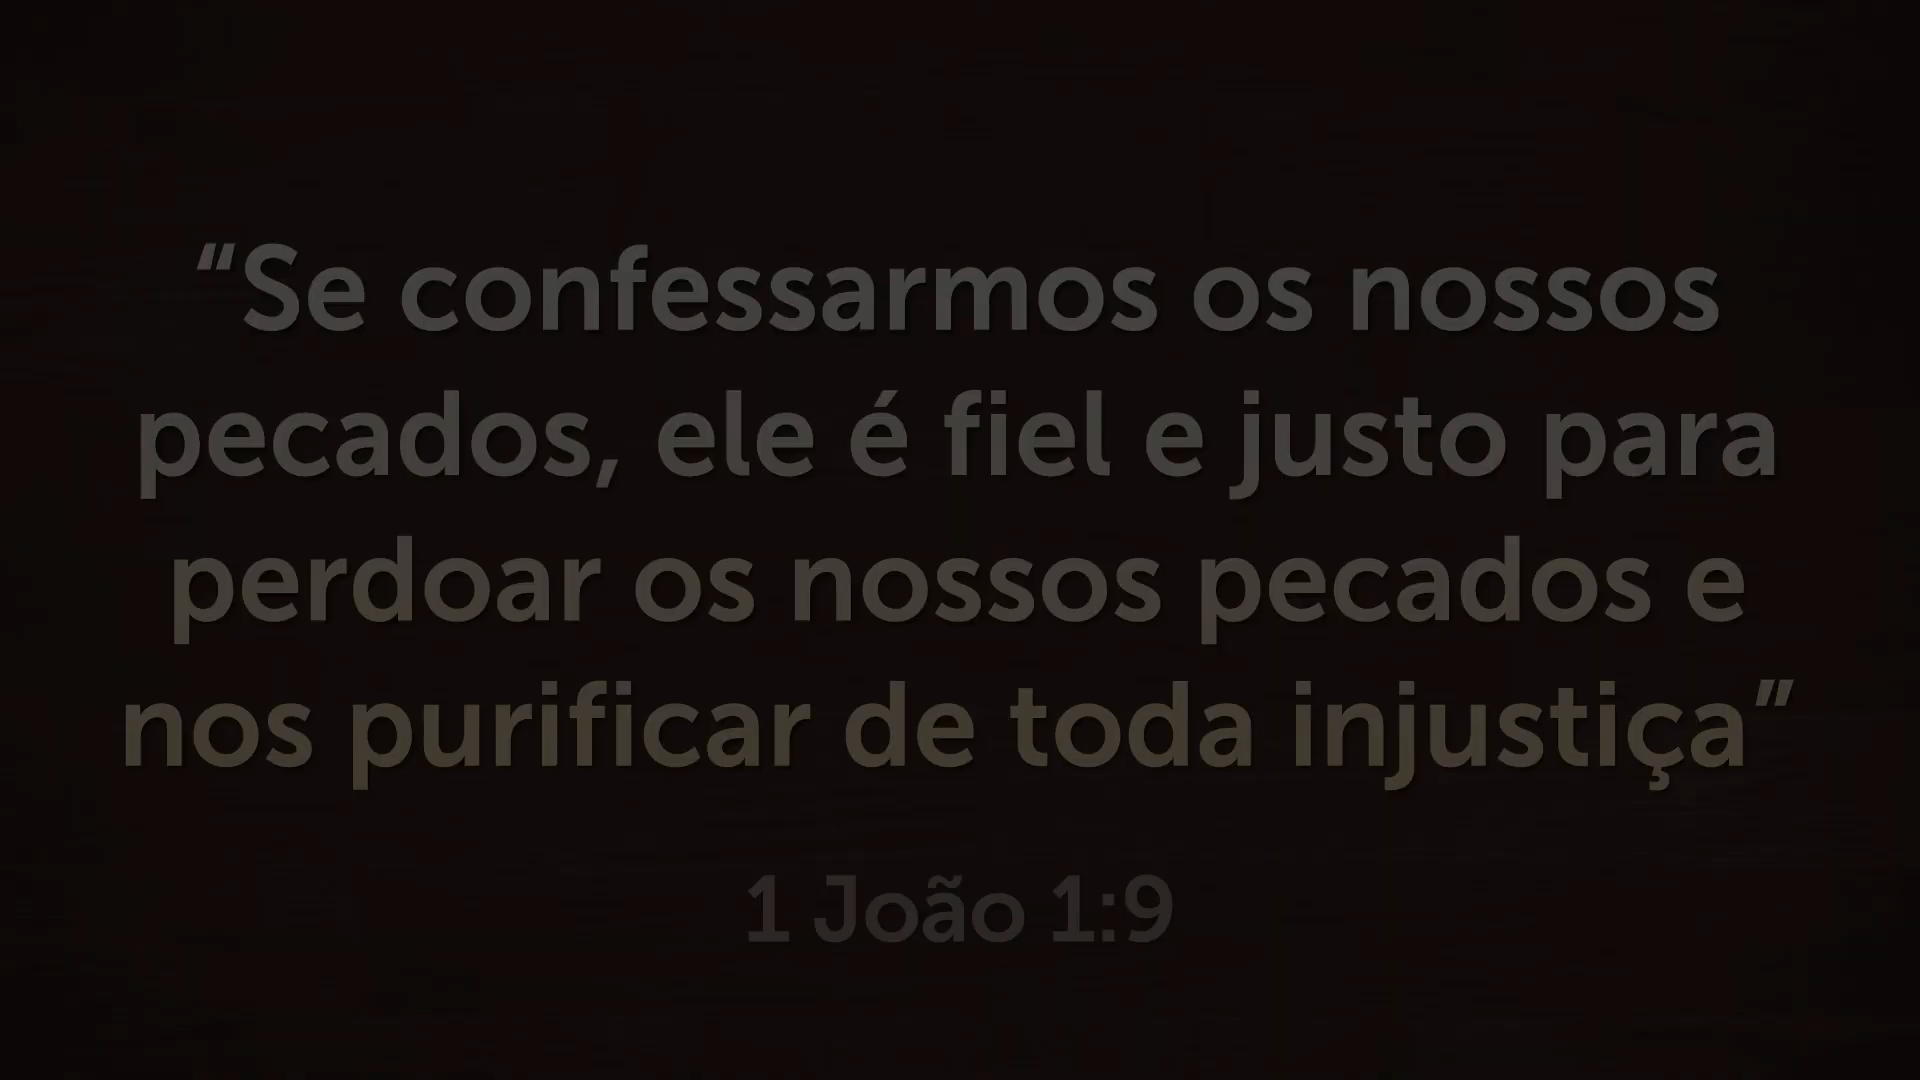 “Se confessarmos os nossos
pecados, ele é fiel e justo para
perdoar os nossos pecados e
nos purificar de toda injustiça”
1 João 1:9